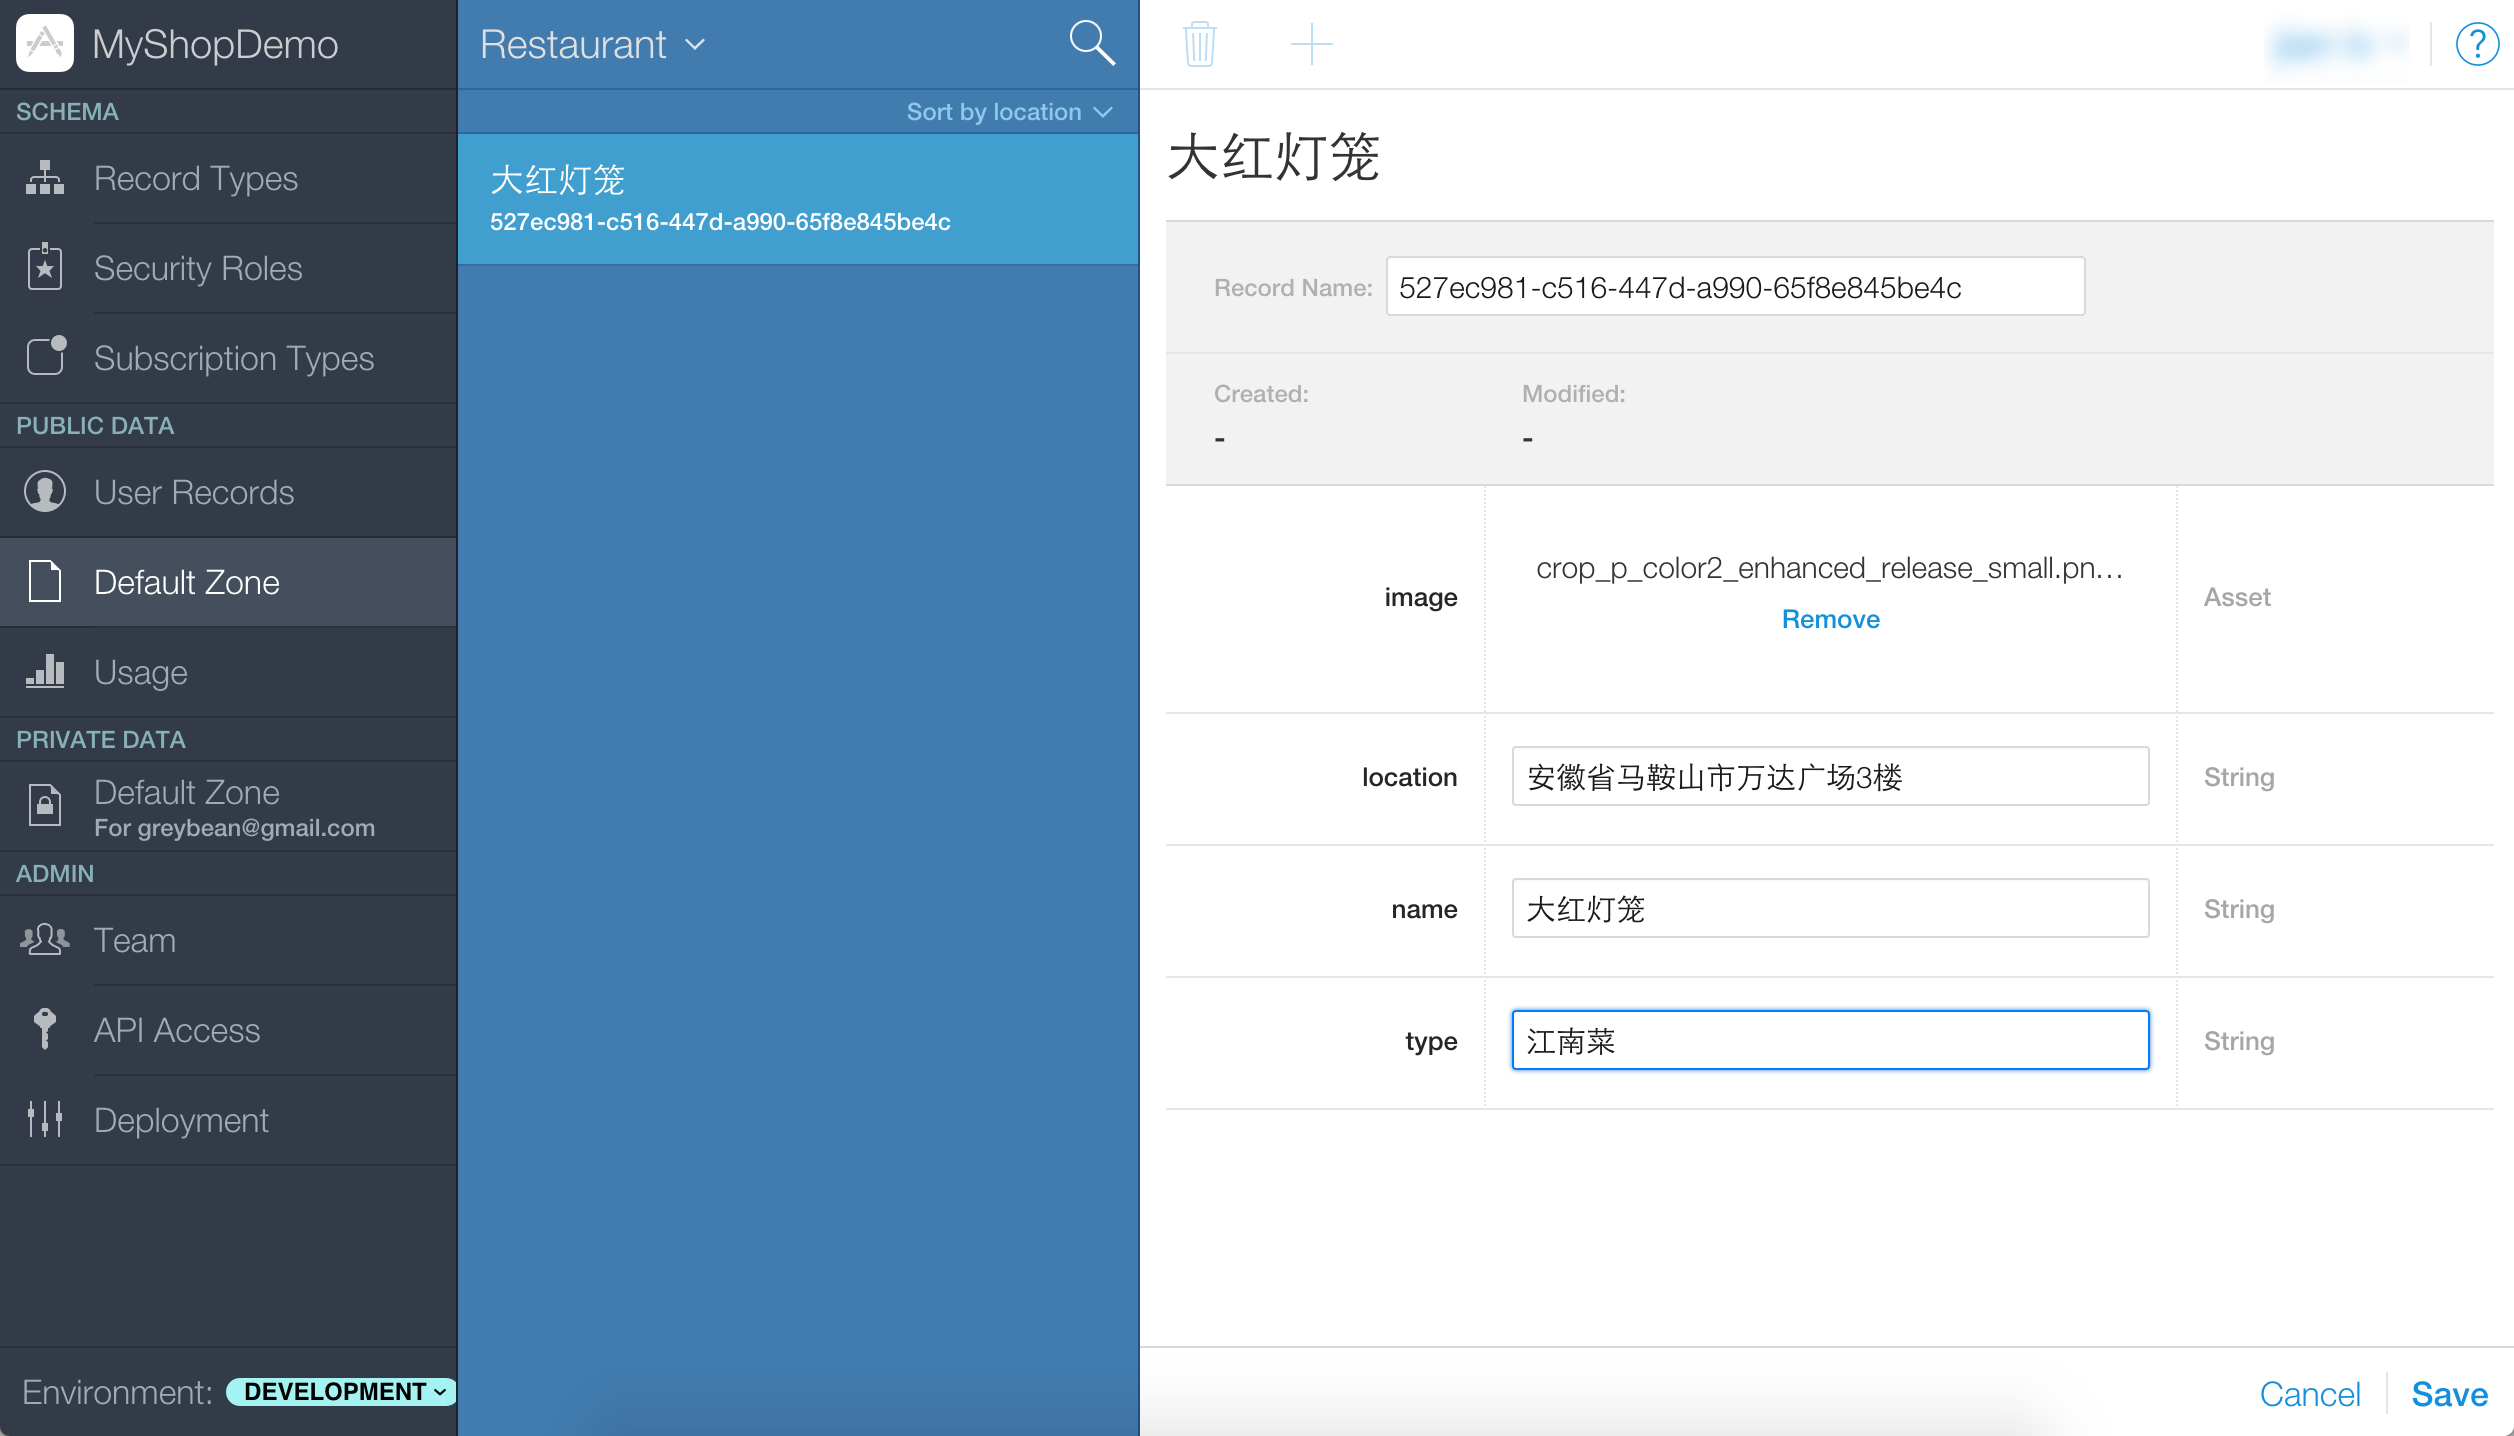 MyShopDemo
SCHEMA
Record Types
Security Roles
Subscription Types
PUBLIC DATA
User Records
Default Zone
Usage
PRIVATE DATA
Default Zone
For greybean@gmail.com
ADMIN
Team
API Access
Deployment
Environment: DEVELOPMENT
Restaurant
Sort by location
大红灯笼
527ec981-c516-447d-a990-65f8e845be4c
?
大红灯笼
Record Name: 527ec981-c516-447d-a990-65f8e845be4c
Created: Modified:
- -
image crop_p_color2_enhanced_release_small.pn... Asset
Remove
location 安徽省马鞍山市万达广场3楼 String
name 大红灯笼 String
type 江南菜 String
Cancel Save